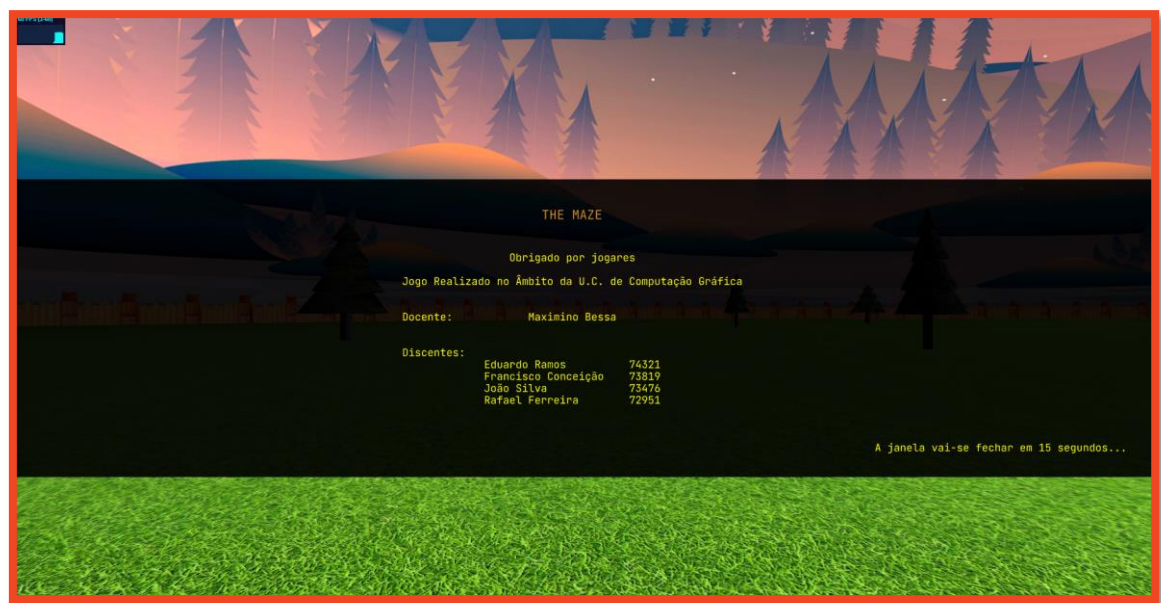 THE MAZE
Obrigado por jogares
Jogo Realizado no Âmbito da U.C. de Computação Gráfica
Docente: Maximino Bessa
Discentes:
Eduardo Ramos 74321
Francisco Conceição 73819
João Silva 73476
Rafael Ferreira 72951
A janela vai-se fechar em 15 segundos...